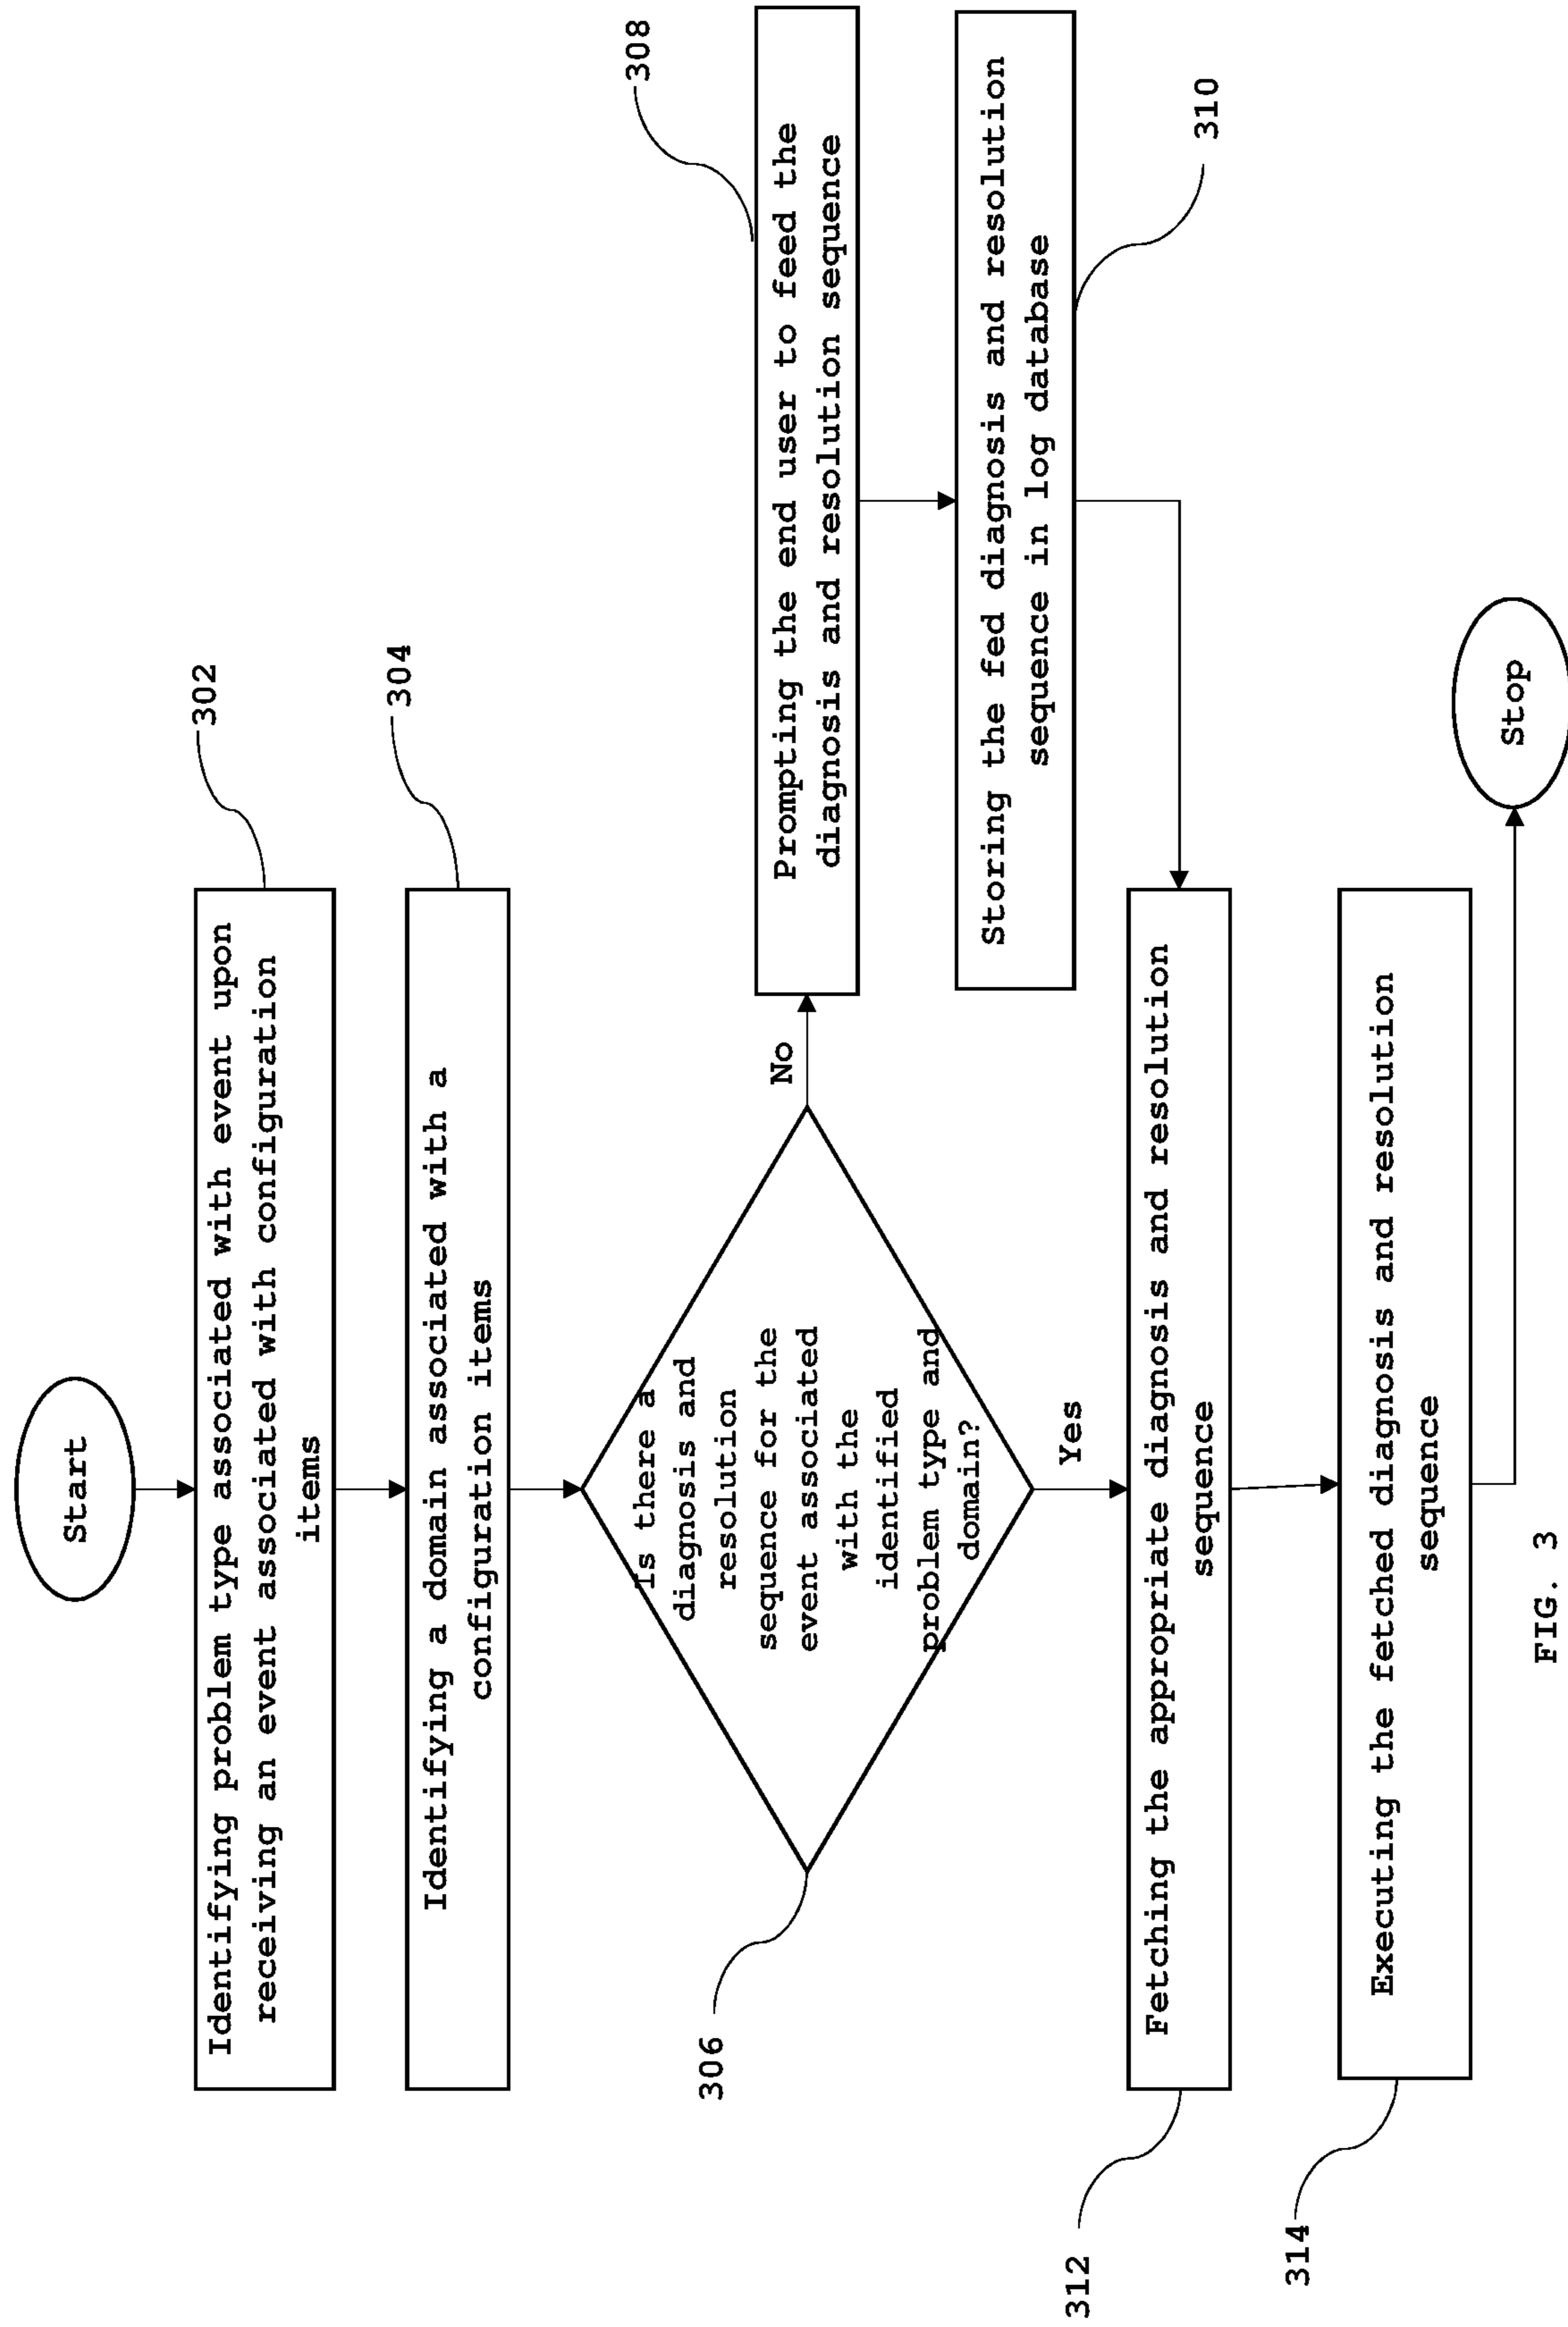 Start
Identifying problem type associated with event upon
receiving an event associated with configuration
items
302
Identifying a domain associated with a
configuration items
304
Is there a
diagnosis and
resolution
sequence for the
event associated
with the
identified
problem type and
domain?
306
No
Prompting the end user to feed the
diagnosis and resolution sequence
308
Storing the fed diagnosis and resolution
sequence in log database
310
Yes
Fetching the appropriate diagnosis and resolution
sequence
312
Executing the fetched diagnosis and resolution
sequence
314
Stop
FIG. 3